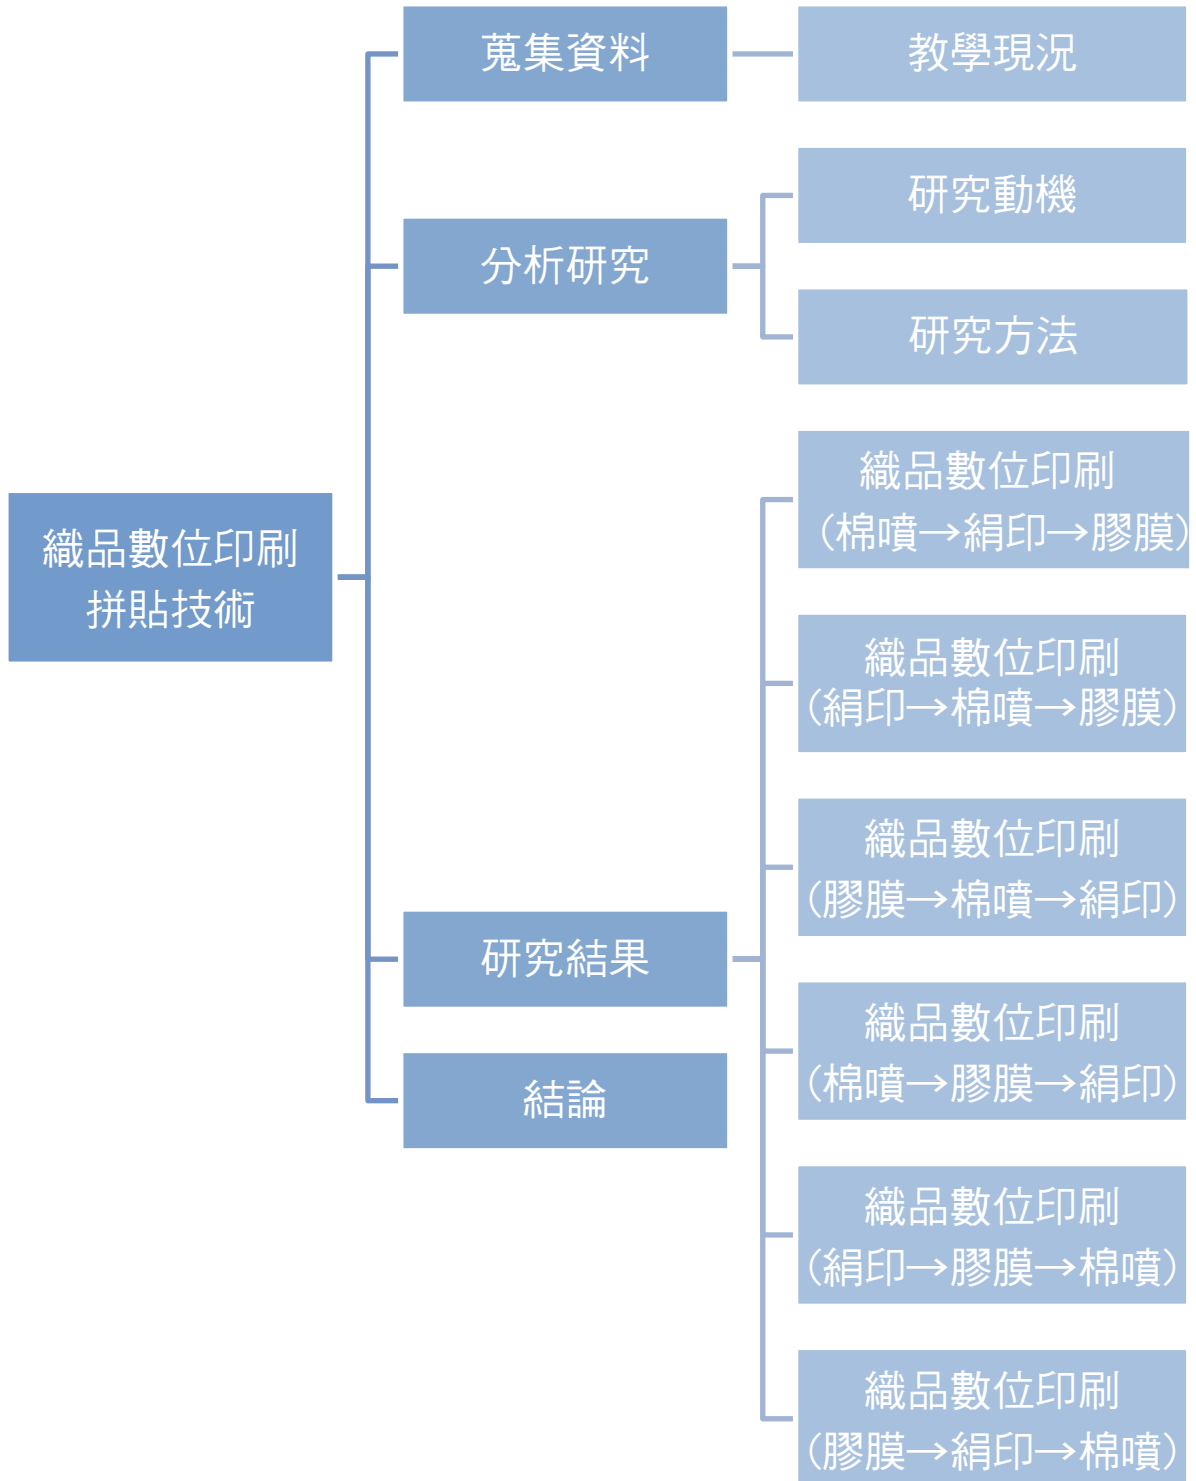 蒐集資料
教學現況
研究動機
分析研究
研究方法
織品數位印刷
（棉噴→絹印→膠膜）
織品數位印刷
拼貼技術
織品數位印刷
（絹印→棉噴→膠膜）
織品數位印刷
（膠膜→棉噴→絹印）
研究結果
織品數位印刷
（棉噴→膠膜→絹印）
結論
織品數位印刷
（絹印→膠膜→棉噴）
織品數位印刷
（膠膜→絹印→棉噴）